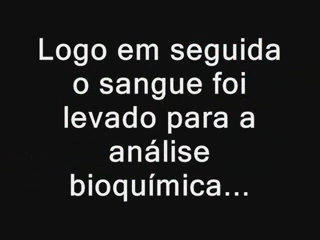 Logo em seguida
o sangue foi
levado para a
análise
bioquímica...